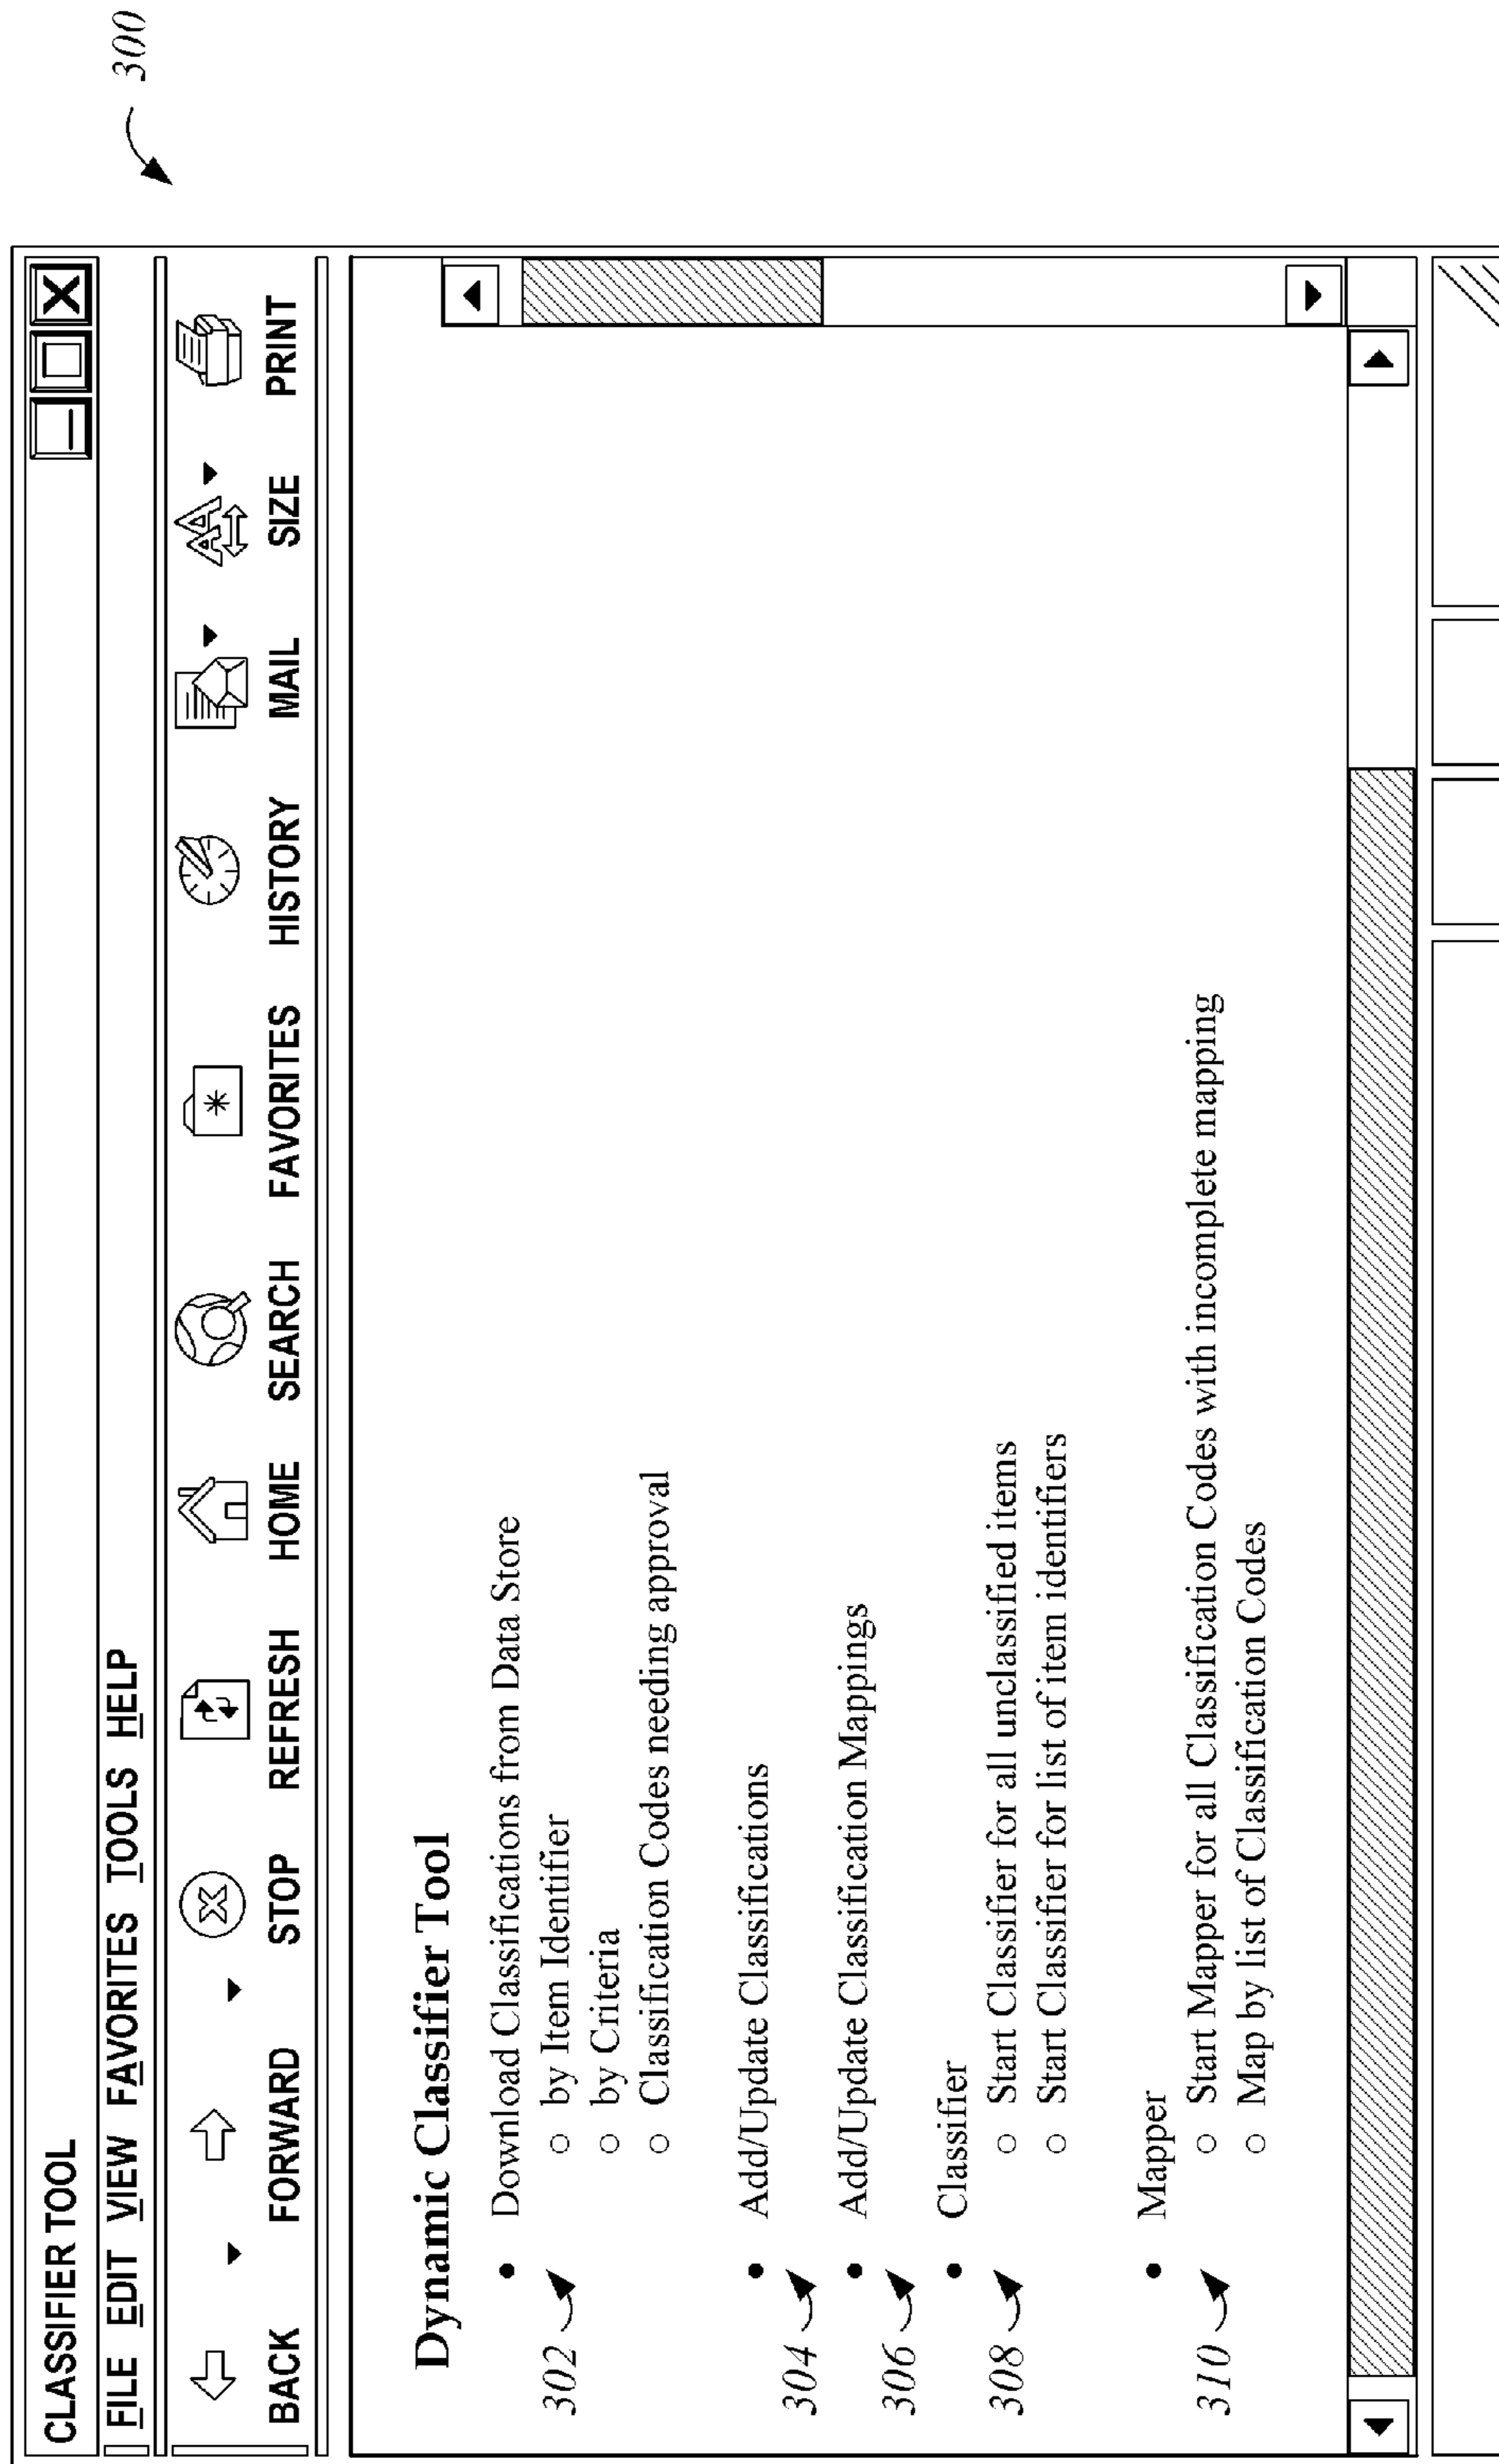 300
CLASSIFIER TOOL
FILE EDIT VIEW FAVORITES TOOLS HELP
BACK FORWARD STOP REFRESH HOME SEARCH FAVORITES HISTORY MAIL SIZE PRINT
Dynamic Classifier Tool
302 • Download Classifications from Data Store
○ by Item Identifier
○ by Criteria
○ Classification Codes needing approval
304 • Add/Update Classifications
306 • Add/Update Classification Mappings
308 • Classifier
○ Start Classifier for all unclassified items
○ Start Classifier for list of item identifiers
310 • Mapper
○ Start Mapper for all Classification Codes with incomplete mapping
○ Map by list of Classification Codes